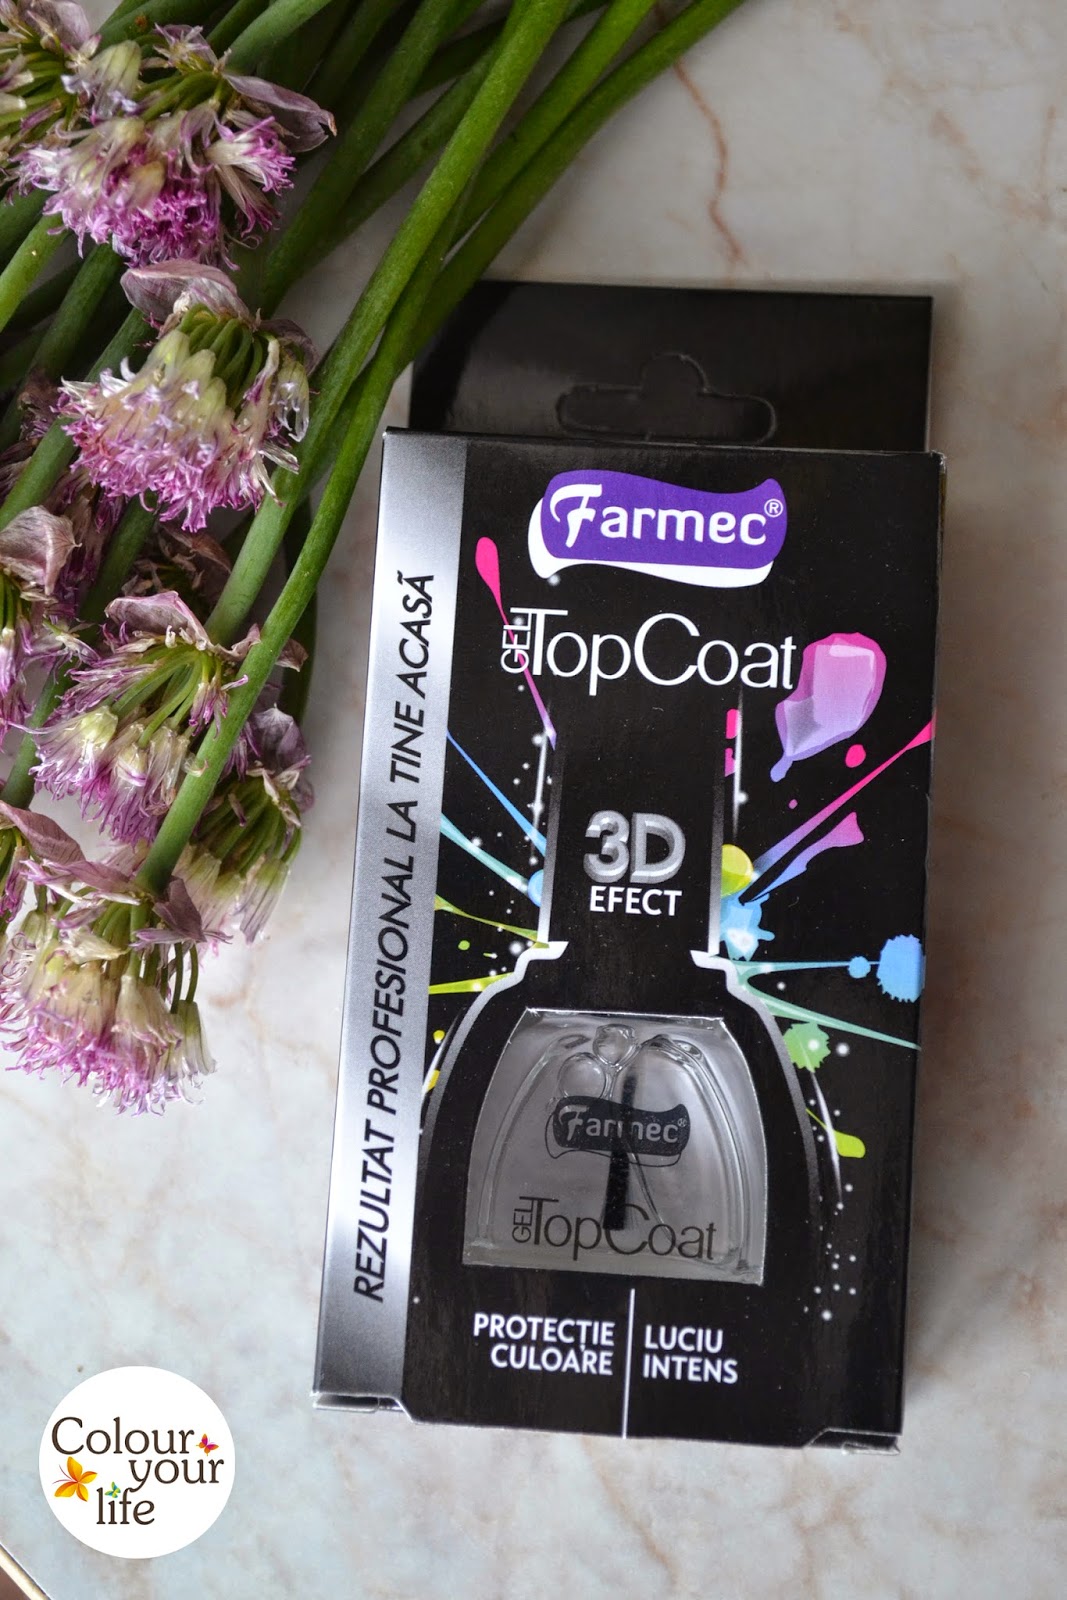 Farmec®
GEL TopCoat
REZULTAT PROFESIONAL LA TINE ACASĂ
3D
EFECT
Farmec®
GEL TopCoat
PROTECȚIE
CULOARE
LUCIU
INTENS
Colour
your
life